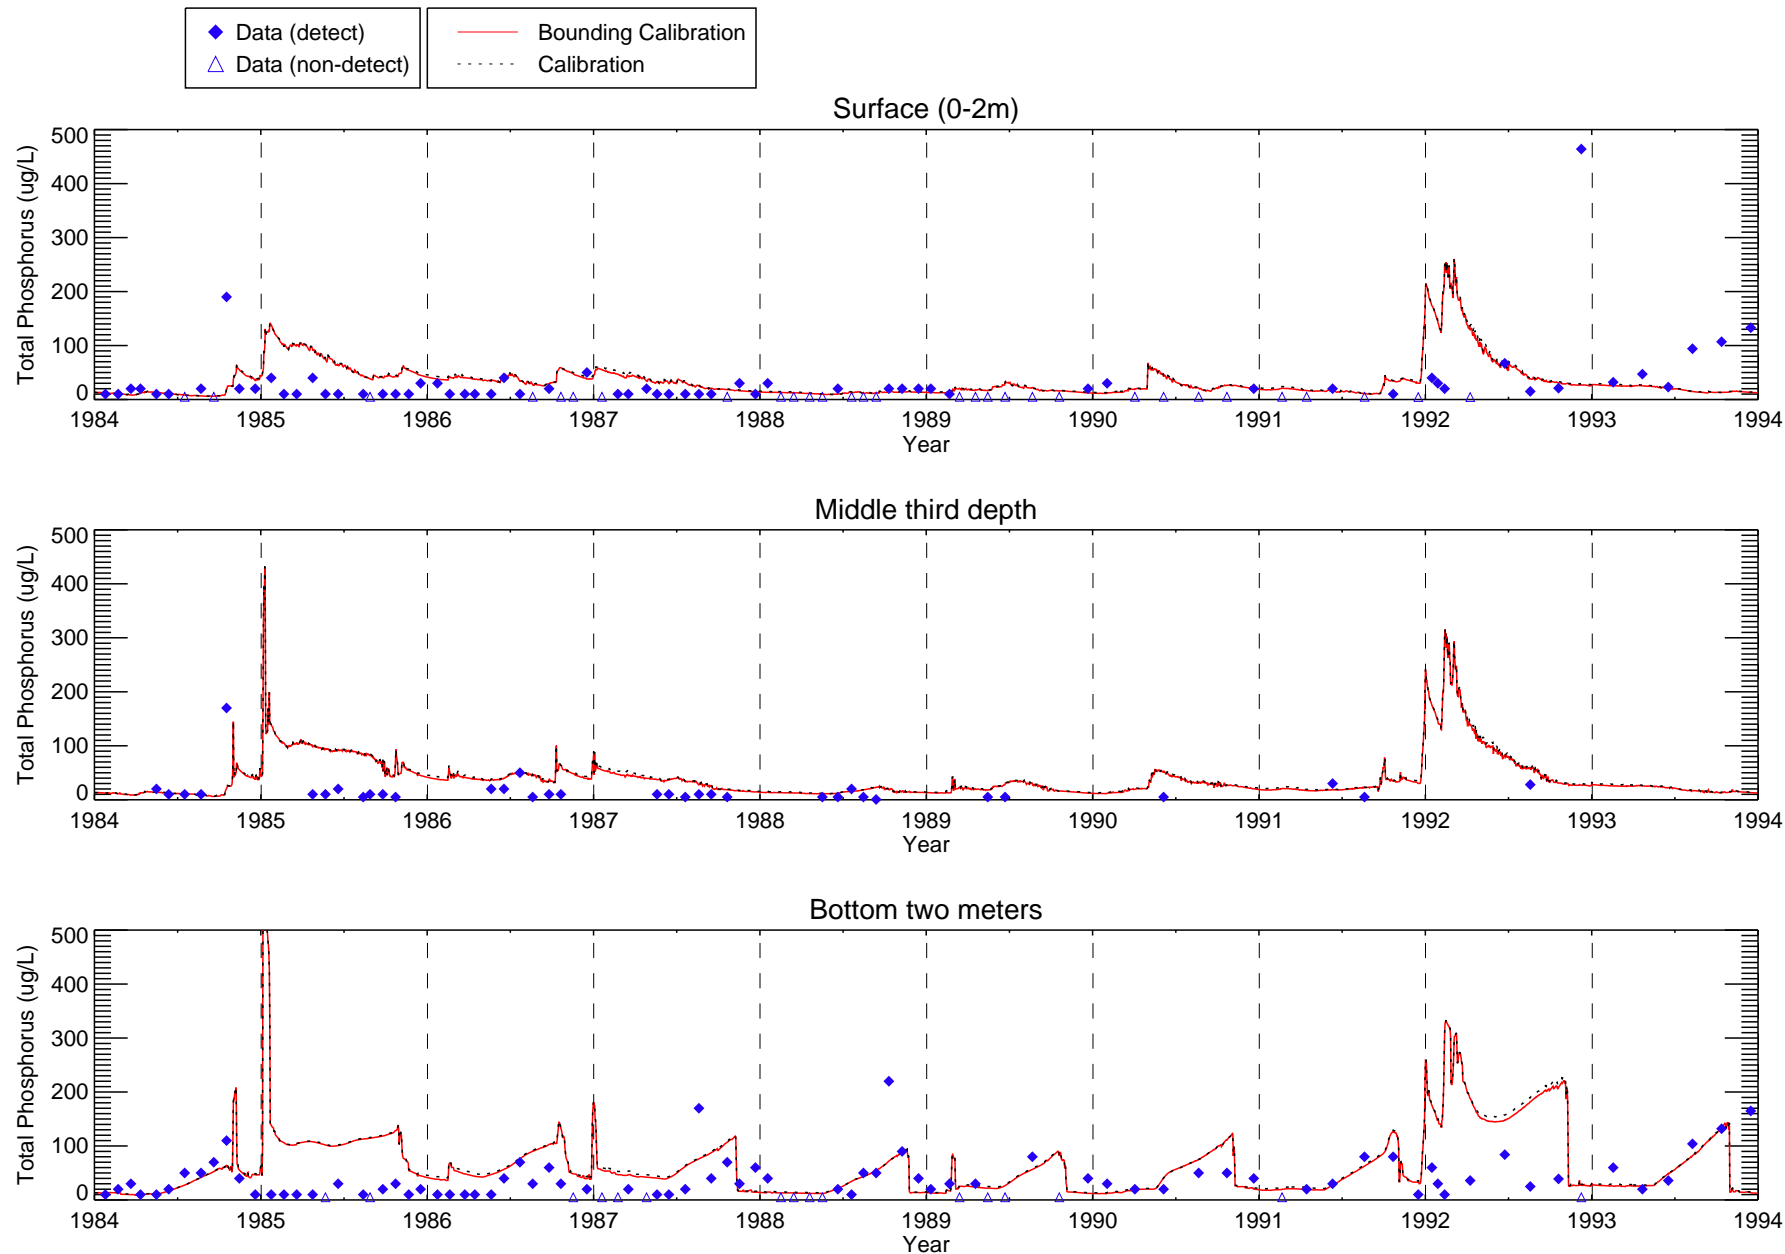 Data (detect)
Data (non-detect)
Bounding Calibration
Calibration
Surface (0-2m)
Total Phosphorus (ug/L)
500
400
300
200
100
0
1984 1985 1986 1987 1988 1989 1990 1991 1992 1993 1994
Year
Middle third depth
Total Phosphorus (ug/L)
500
400
300
200
100
0
1984 1985 1986 1987 1988 1989 1990 1991 1992 1993 1994
Year
Bottom two meters
Total Phosphorus (ug/L)
500
400
300
200
100
0
1984 1985 1986 1987 1988 1989 1990 1991 1992 1993 1994
Year